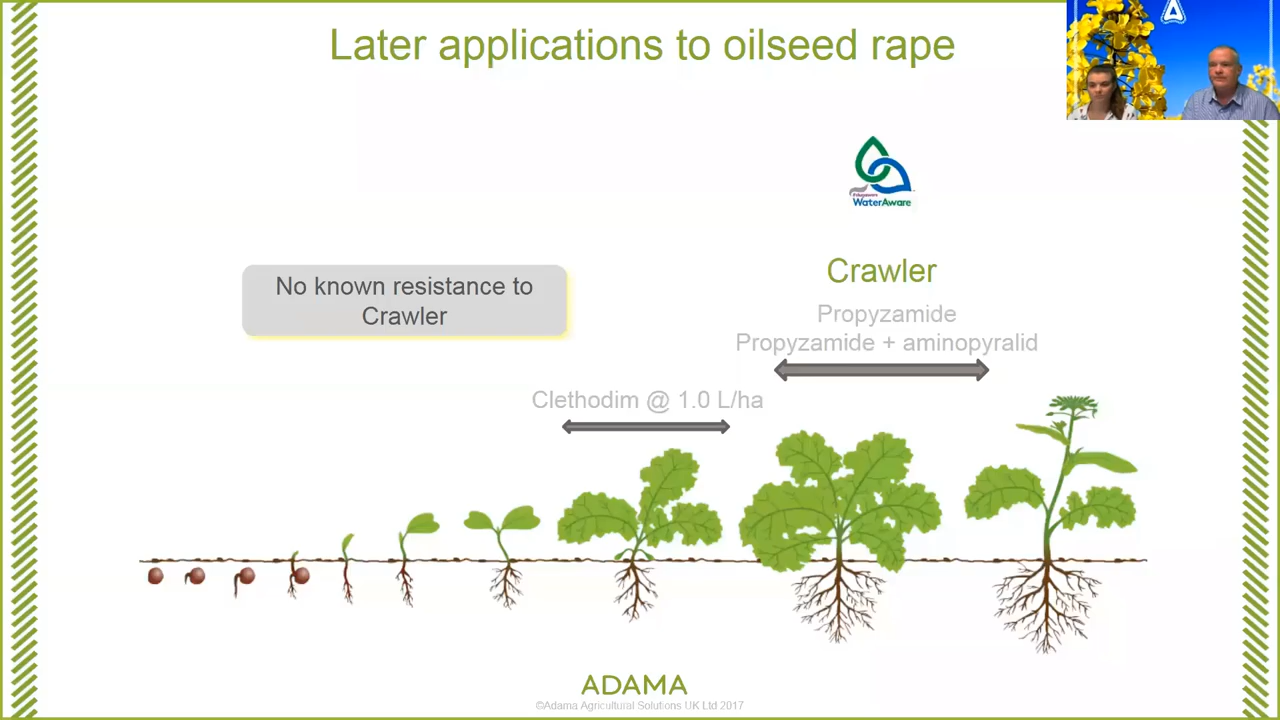 Later applications to oilseed rape
WaterAware
No known resistance to
Crawler
Crawler
Propyzamide
Propyzamide + aminopyralid
Clethodim @ 1.0 L/ha
ADAMA
©Adama Agricultural Solutions UK Ltd 2017